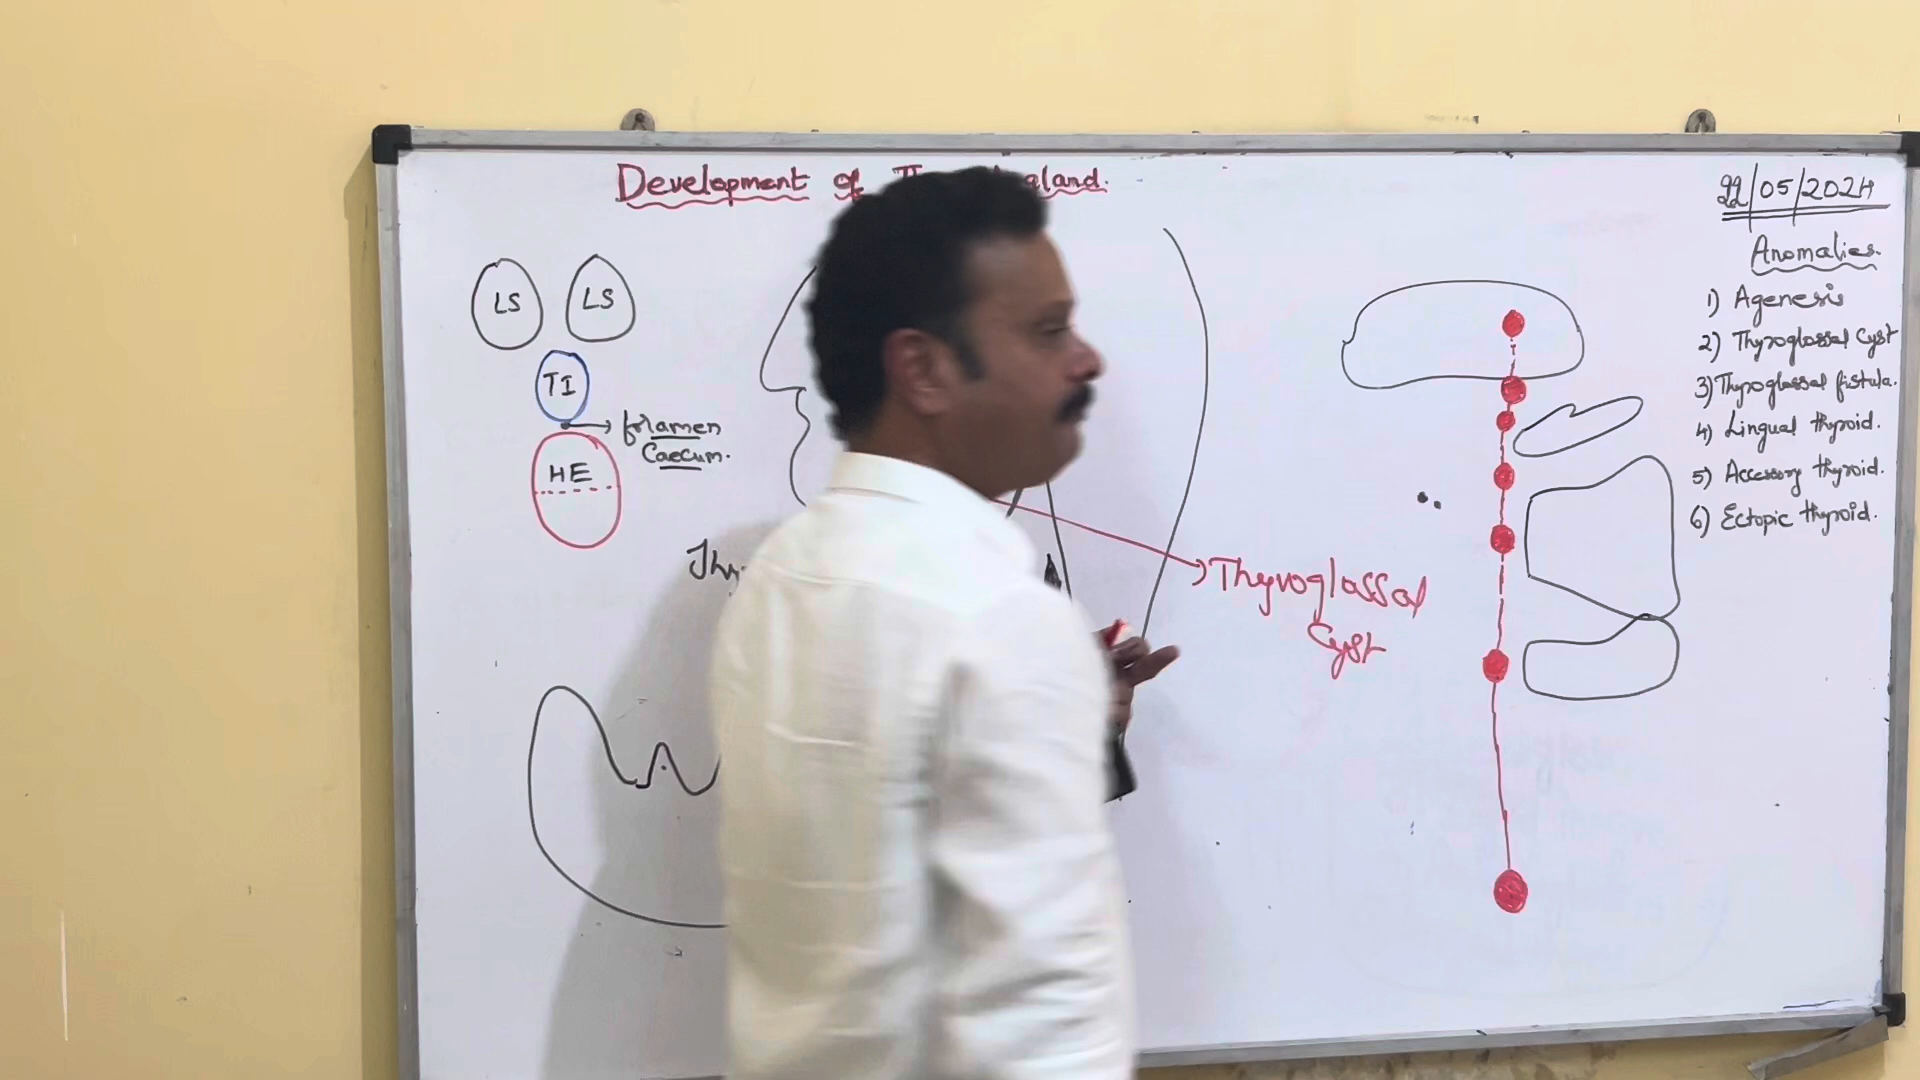 Development of gland.
22/05/2024
Anomalies.
1) Agenesis
2) Thyroglossal Cyst
3) Thyroglossal fistula.
4) Lingual thyroid.
5) Accessory thyroid.
6) Ectopic thyroid.
LS LS
TI
foramen
Caecum.
HE
Thyroglossal
Cyst